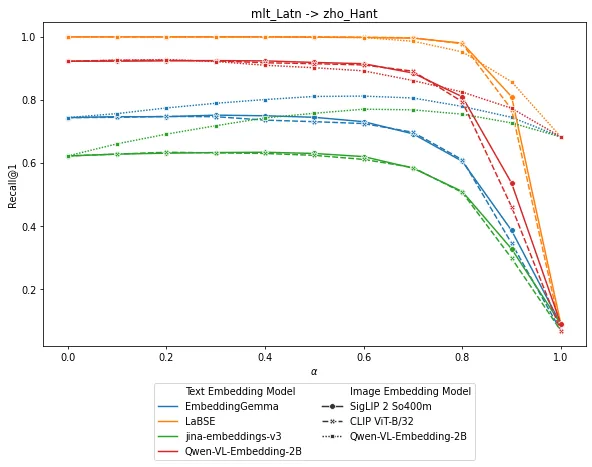 mlt_Latn -> zho_Hant
Recall@1
1.0
0.8
0.6
0.4
0.2
0.0 0.2 0.4 0.6 0.8 1.0
α
Text Embedding Model
EmbeddingGemma
LaBSE
jina-embeddings-v3
Qwen-VL-Embedding-2B
Image Embedding Model
SigLIP 2 So400m
CLIP ViT-B/32
Qwen-VL-Embedding-2B